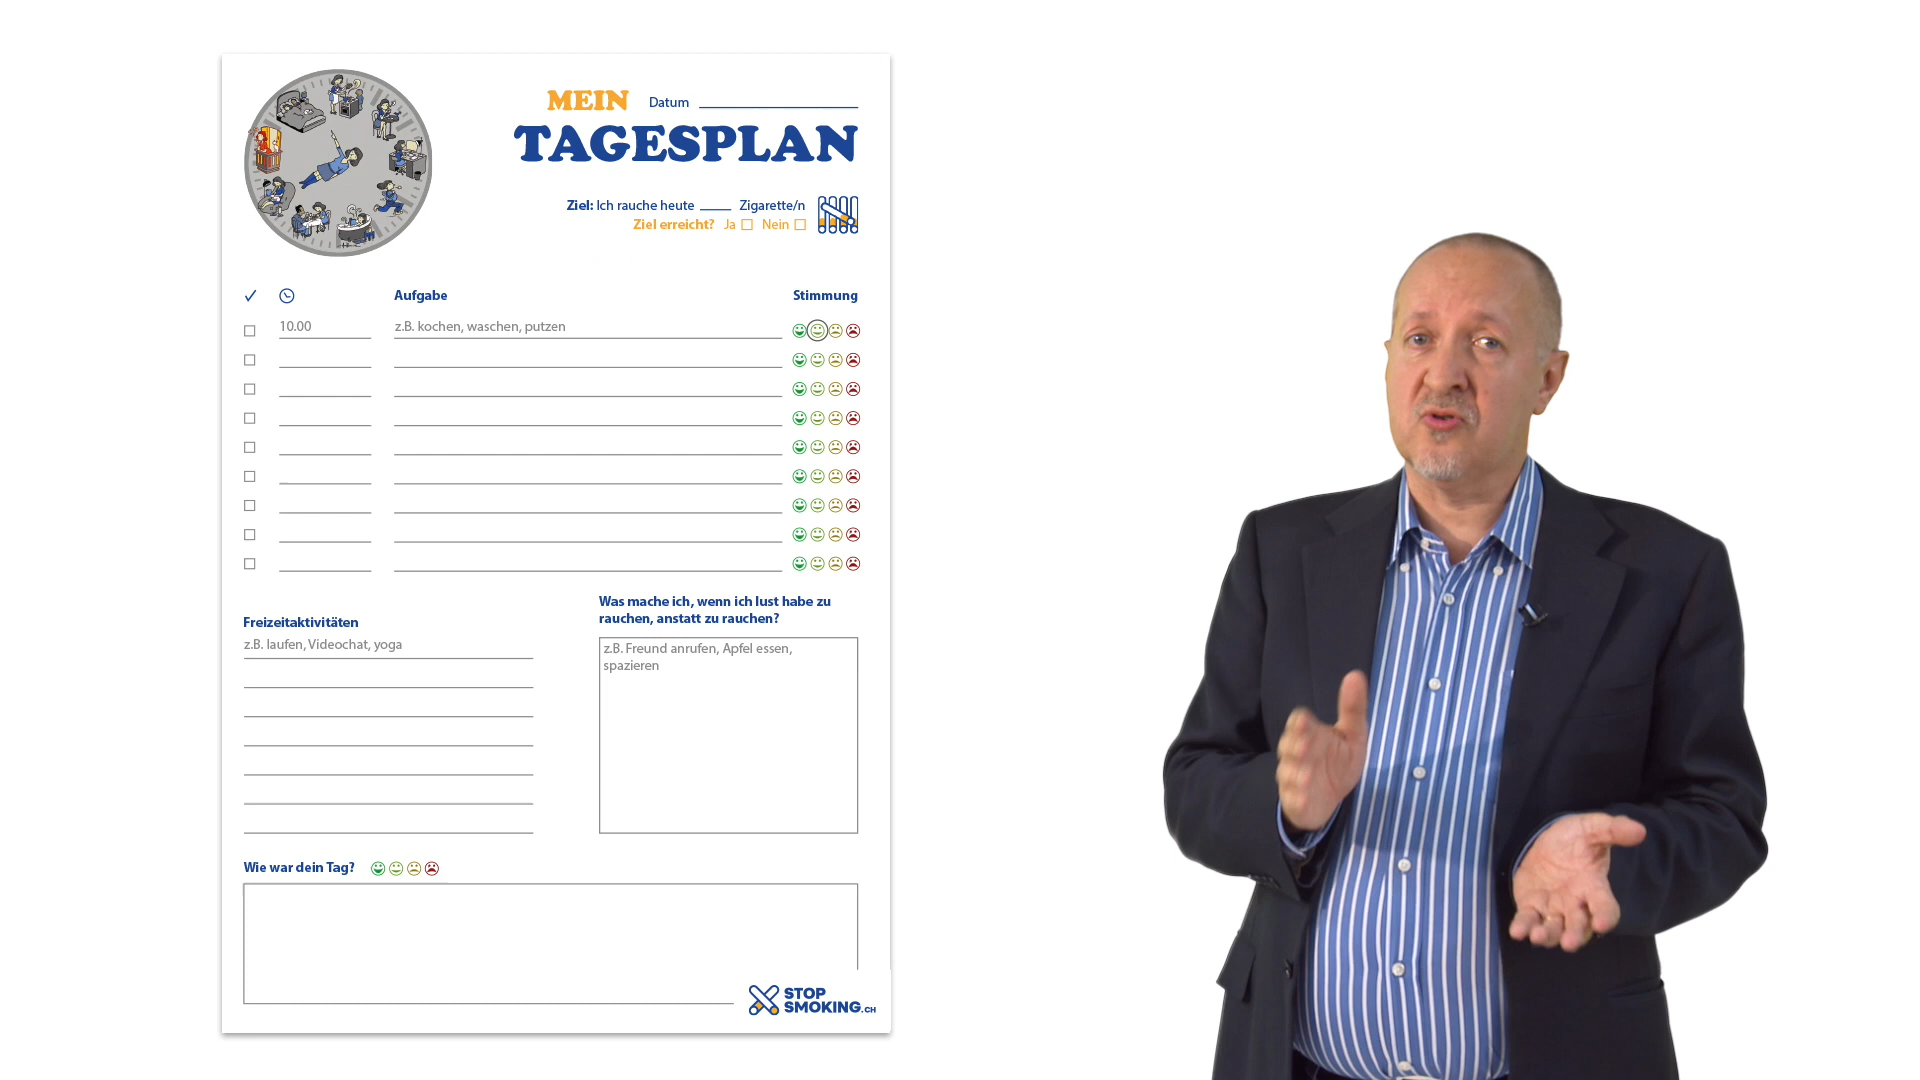 MEIN Datum
TAGESPLAN
Ziel: Ich rauche heute ____ Zigarette/n
Ziel erreicht? Ja Nein
Aufgabe Stimmung
10.00 z.B. kochen, waschen, putzen
Freizeitaktivitäten
z.B. laufen, Videochat, yoga
Was mache ich, wenn ich lust habe zu
rauchen, anstatt zu rauchen?
z.B. Freund anrufen, Apfel essen,
spazieren
Wie war dein Tag?
STOP
SMOKING.CH